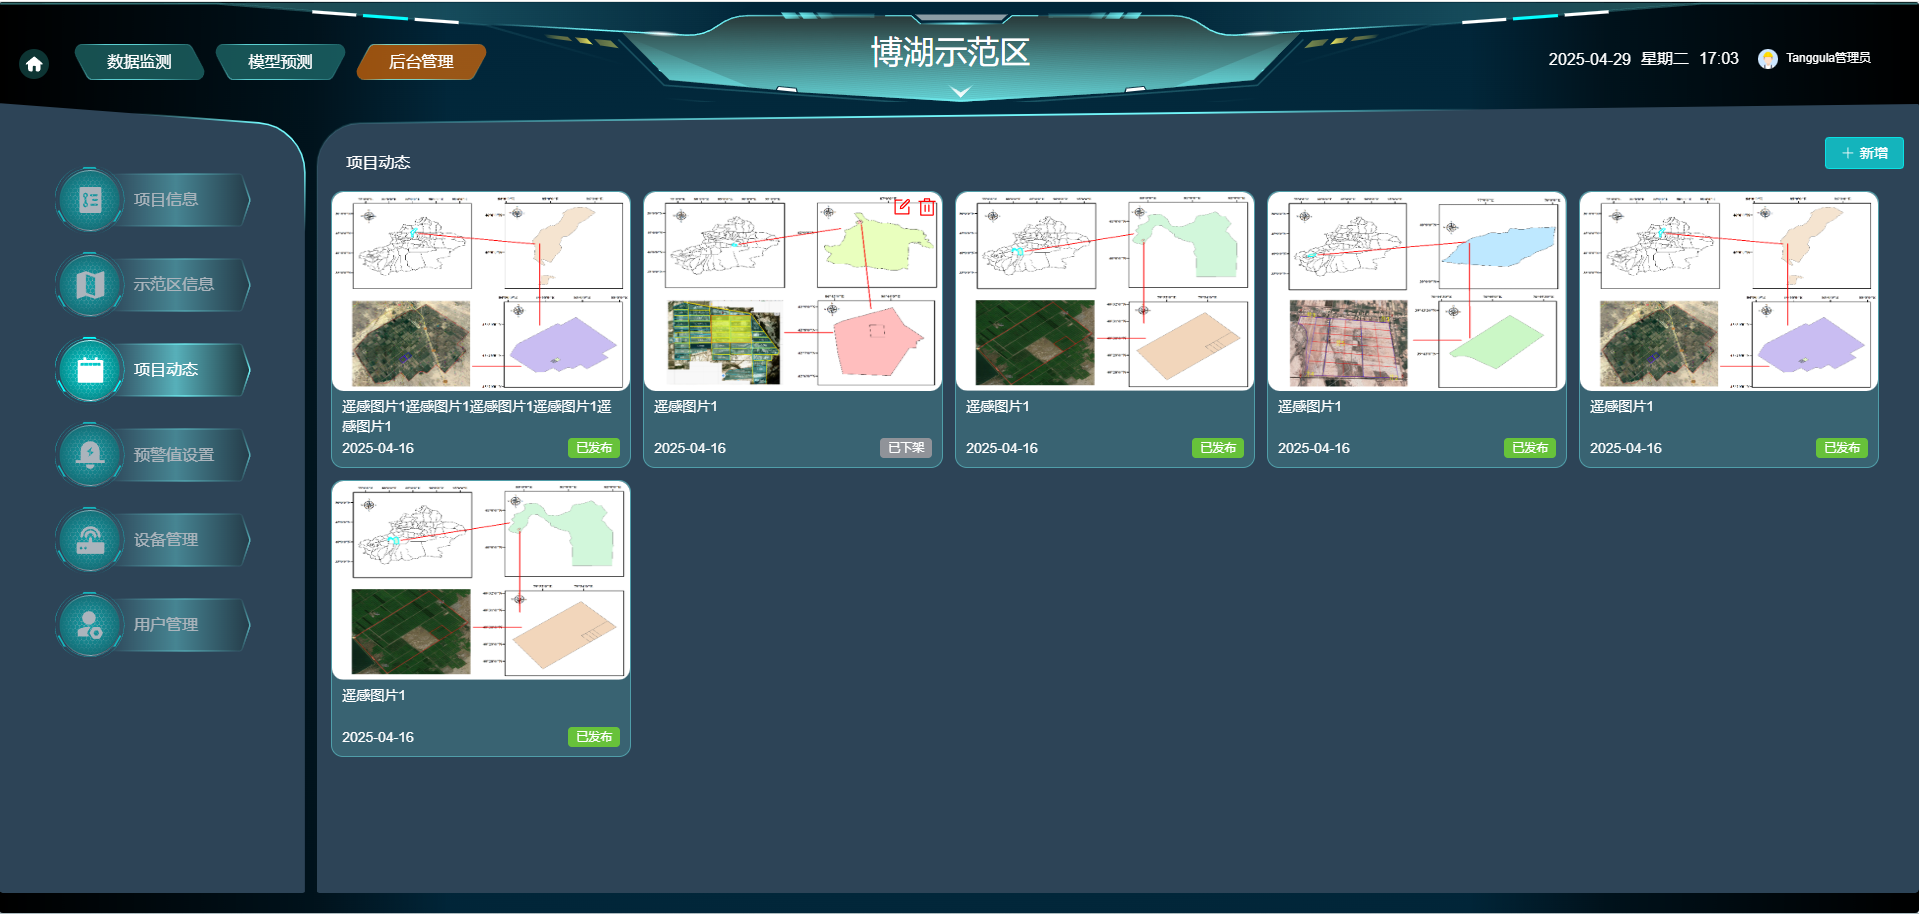 博湖示范区
数据监测
模型预测
后台管理
2025-04-29 星期二 17:03
Tanggula管理员
项目信息
示范区信息
项目动态
预警值设置
设备管理
用户管理
项目动态
+ 新增
遥感图片1遥感图片1遥感图片1遥感图片1遥
感图片1
2025-04-16
已发布
遥感图片1
2025-04-16
已下架
遥感图片1
2025-04-16
已发布
遥感图片1
2025-04-16
已发布
遥感图片1
2025-04-16
已发布
遥感图片1
2025-04-16
已发布